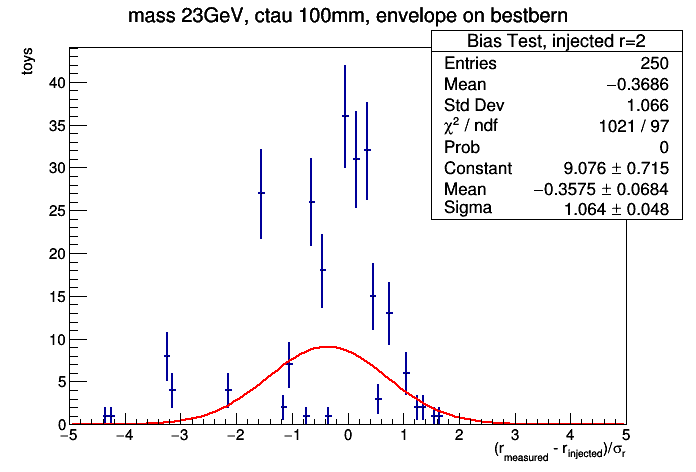 mass 23GeV, ctau 100mm, envelope on bestbern
Bias Test, injected r=2
Entries 250
Mean −0.3686
Std Dev 1.066
χ² / ndf 1021 / 97
Prob 0
Constant 9.076 ± 0.715
Mean −0.3575 ± 0.0684
Sigma 1.064 ± 0.048
toys
40
35
30
25
20
15
10
5
0
−5 −4 −3 −2 −1 0 1 2 3 4 5
(r_measured - r_injected)/σ_r